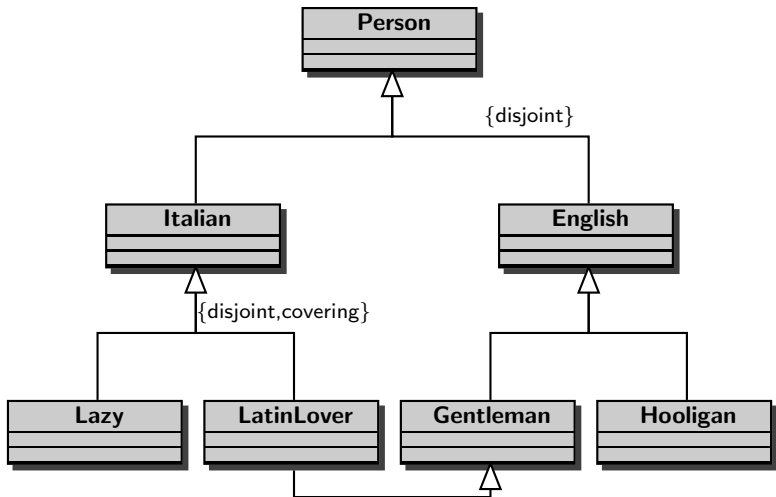 Person
{disjoint}
Italian
English
{disjoint,covering}
Lazy
LatinLover
Gentleman
Hooligan